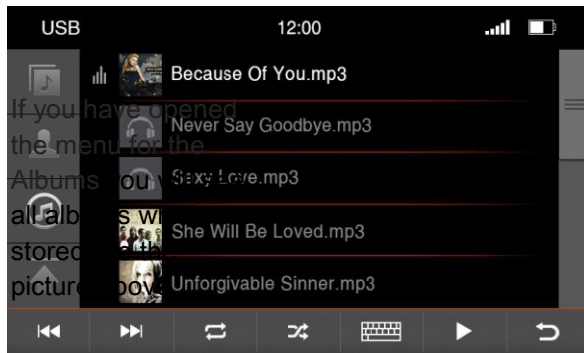 USB 12:00
Because Of You.mp3
If you have opened
Never Say Goodbye.mp3
the menu for the
Albums you
Sexy Love.mp3
all
She Will Be Loved.mp3
stored
picture
Unforgivable Sinner.mp3